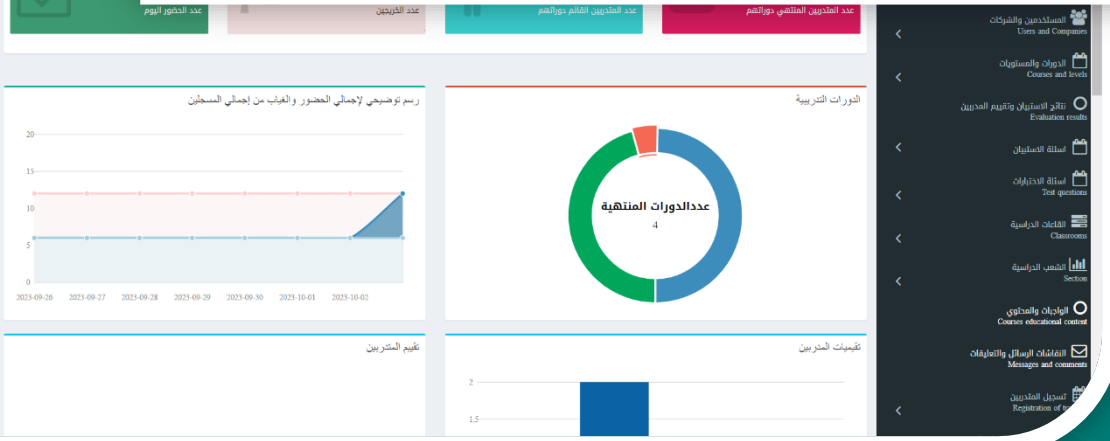 عدد المتدربين المنتهي دوراتهم
عدد المتدربين القائم دوراتهم
عدد الخريجين
عدد الحضور اليوم
المستخدمين والشركات
Users and Companies
الدورات والمستويات
Courses and levels
نتائج الاستبيان وتقييم المدربين
Evaluation results
اسئلة الاستبيان
اسئلة الاختبارات
Test questions
القاعات الدراسية
Classrooms
الشعب الدراسية
Section
الواجبات والمحتوي
Courses educational content
النقاشات الرسائل والتعليقات
Messages and comments
تسجيل المتدربين
Registration of
الدورات التدريبية
عددالدورات المنتهية
4
رسم توضيحي لإجمالي الحضور والغياب من إجمالي المسجلين
20
15
10
5
0
2023-09-26 2023-09-27 2023-09-28 2023-09-29 2023-09-30 2023-10-01 2023-10-02
تقيميات المدربين
2
1.5
تقييم المتدربين